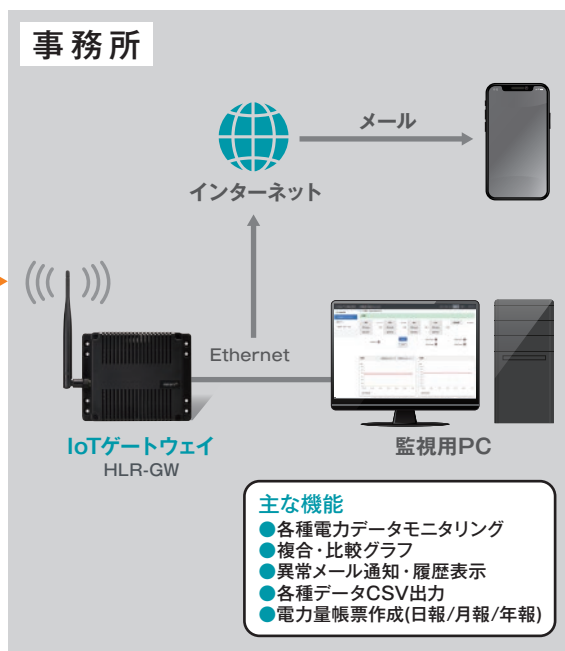 事務所
メール
インターネット
Ethernet
IoTゲートウェイ
HLR-GW
監視用PC
主な機能
●各種電力データモニタリング
●複合・比較グラフ
●異常メール通知・履歴表示
●各種データCSV出力
●電力量帳票作成(日報/月報/年報)